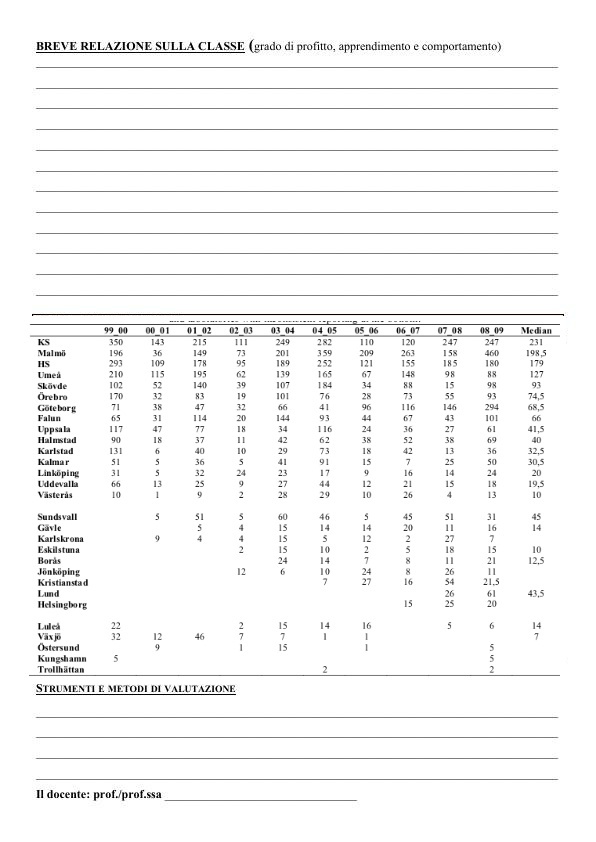 BREVE RELAZIONE SULLA CLASSE (grado di profitto, apprendimento e comportamento)
99_00 00_01 01_02 02_03 03_04 04_05 05_06 06_07 07_08 08_09 Median
KS 350 143 215 111 249 282 110 120 247 247 231
Malmö 196 36 149 73 201 359 209 263 158 460 198,5
HS 293 109 178 95 189 252 121 155 185 180 179
Umeå 210 115 195 62 139 165 67 148 98 88 127
Skövde 102 52 140 39 107 184 34 88 15 98 93
Örebro 170 32 83 19 101 76 28 73 55 93 74,5
Göteborg 71 38 47 32 66 41 96 116 146 294 68,5
Falun 65 31 114 20 144 93 44 67 43 101 66
Uppsala 117 47 77 18 34 116 24 36 27 61 41,5
Halmstad 90 18 37 11 42 62 38 52 38 69 40
Karlstad 131 6 40 10 29 73 18 42 13 36 32,5
Kalmar 51 5 36 5 41 91 15 7 25 50 30,5
Linköping 31 5 32 24 23 17 9 16 14 24 20
Uddevalla 66 13 25 9 27 44 12 21 15 18 19,5
Västerås 10 1 9 2 28 29 10 26 4 13 10
Sundsvall 5 51 5 60 46 5 45 51 31 45
Gävle 5 4 15 14 14 20 11 16 14
Karlskrona 9 4 4 15 5 12 2 27 7
Eskilstuna 2 15 10 2 5 18 15 10
Borås 24 14 7 8 11 21 12,5
Jönköping 12 6 10 24 8 26 11
Kristianstad 7 27 16 54 21,5
Lund 26 61 43,5
Helsingborg 15 25 20
Luleå 22 2 15 14 16 5 6 14
Växjö 32 12 46 7 7 1 1 7
Östersund 9 1 15 1 5
Kungshamn 5 5
Trollhättan 2 2
STRUMENTI E METODI DI VALUTAZIONE
Il docente: prof./prof.ssa